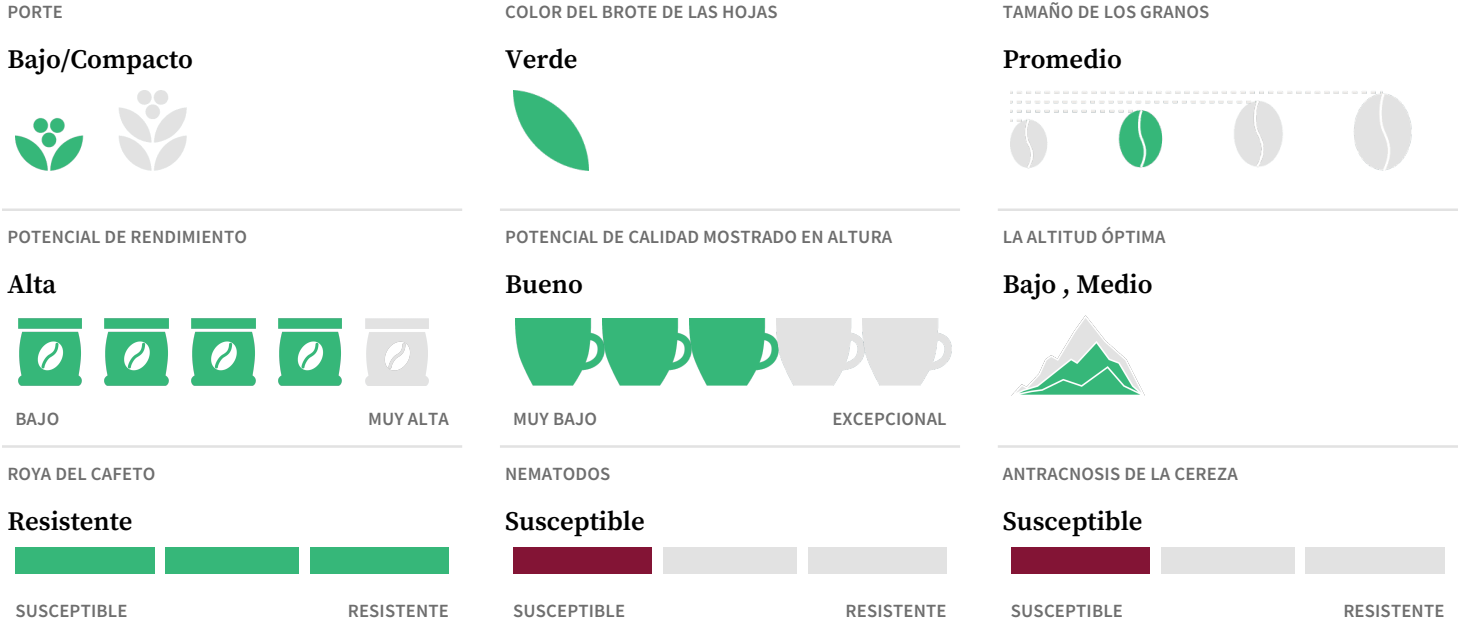 PORTE
Bajo/Compacto
COLOR DEL BROTE DE LAS HOJAS
Verde
TAMAÑO DE LOS GRANOS
Promedio
POTENCIAL DE RENDIMIENTO
Alta
BAJO
MUY ALTA
POTENCIAL DE CALIDAD MOSTRADO EN ALTURA
Bueno
MUY BAJO
EXCEPCIONAL
LA ALTITUD ÓPTIMA
Bajo , Medio
ROYA DEL CAFETO
Resistente
SUSCEPTIBLE
RESISTENTE
NEMATODOS
Susceptible
SUSCEPTIBLE
RESISTENTE
ANTRACNOSIS DE LA CEREZA
Susceptible
SUSCEPTIBLE
RESISTENTE